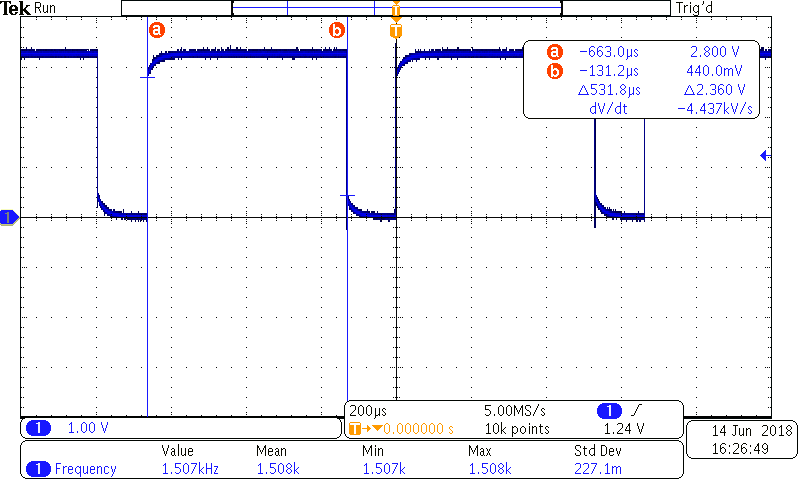 Tek Run Trig'd
a b T
T
a -663.0µs 2.800 V
b -131.2µs 440.0mV
Δ531.8µs Δ2.360 V
dV/dt -4.437kV/s
1
1 1.00 V
200µs 5.00MS/s 1
T→▼0.000000 s 10k points 1.24 V
Value Mean Min Max Std Dev
1 Frequency 1.507kHz 1.508k 1.507k 1.508k 227.1m
14 Jun 2018
16:26:49